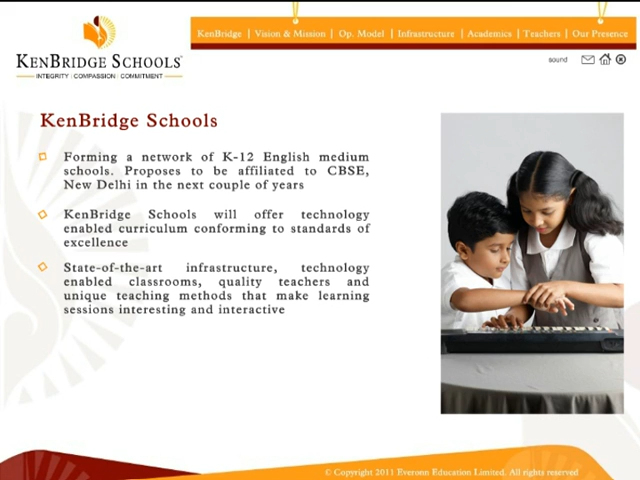 KenBridge | Vision & Mission | Op. Model | Infrastructure | Academics | Teachers | Our Presence
KENBRIDGE SCHOOLS
INTEGRITY | COMPASSION | COMMITMENT
sound
KenBridge Schools
Forming a network of K-12 English medium
schools. Proposes to be affiliated to CBSE,
New Delhi in the next couple of years
KenBridge Schools will offer technology
enabled curriculum conforming to standards of
excellence
State-of-the-art infrastructure, technology
enabled classrooms, quality teachers and
unique teaching methods that make learning
sessions interesting and interactive
© Copyright 2011 Everonn Education Limited. All rights reserved